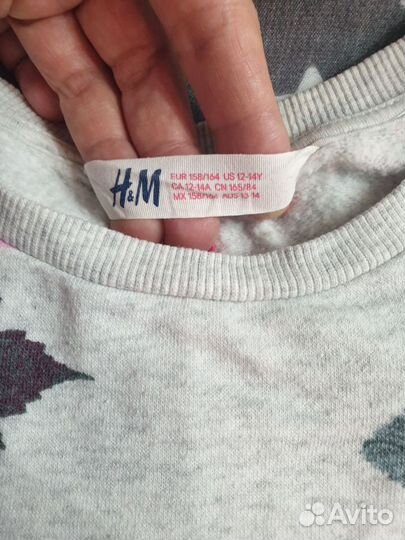 H&M
EUR 158/164 US 12-14Y
CA 12-14A CN 165/84
MX 158/164 AUS 13-14
Avito